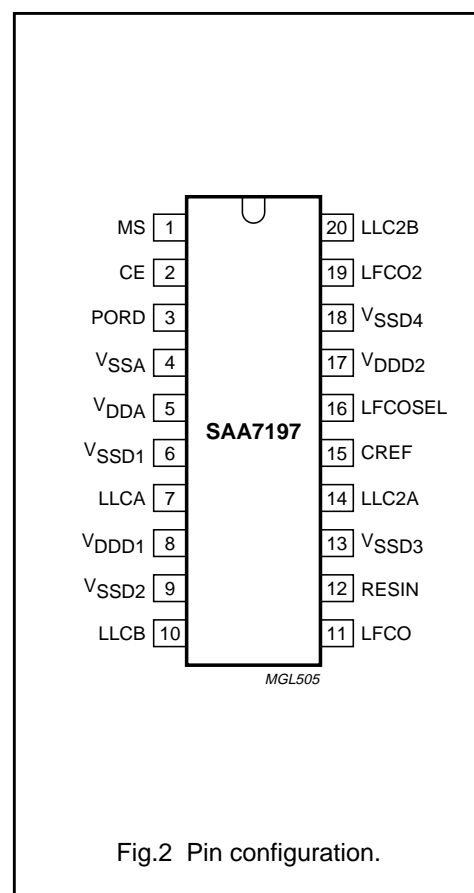 MS 1 20 LLC2B
CE 2 19 LFCO2
PORD 3 18 VSSD4
VSSA 4 17 VDDD2
VDDA 5 16 LFCOSEL
SAA7197
VSSD1 6 15 CREF
LLCA 7 14 LLC2A
VDDD1 8 13 VSSD3
VSSD2 9 12 RESIN
LLCB 10 11 LFCO
MGL505
Fig.2 Pin configuration.